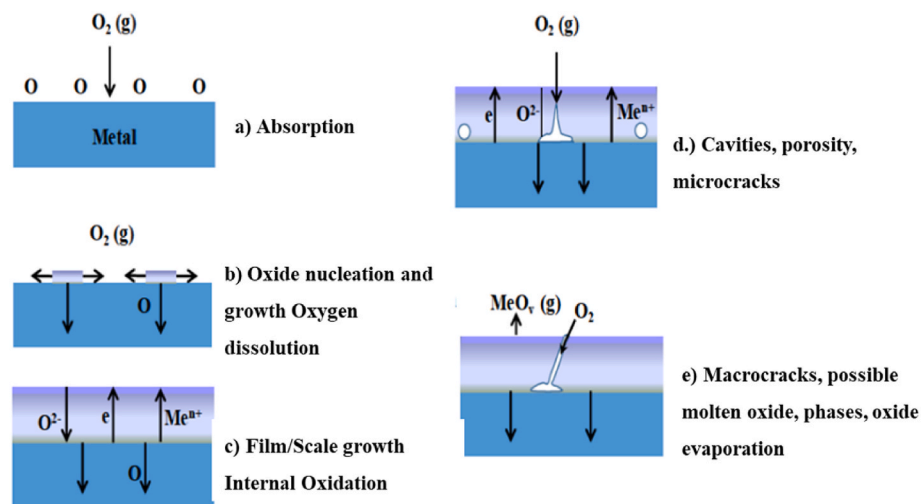 O₂ (g)
O O O O
Metal
a) Absorption
O₂ (g)
O
b) Oxide nucleation and
growth Oxygen
dissolution
O²⁻
e
Meⁿ⁺
O
c) Film/Scale growth
Internal Oxidation
O₂ (g)
e
O²⁻
Meⁿ⁺
d.) Cavities, porosity,
microcracks
MeOᵥ (g)
O₂
e) Macrocracks, possible
molten oxide, phases, oxide
evaporation